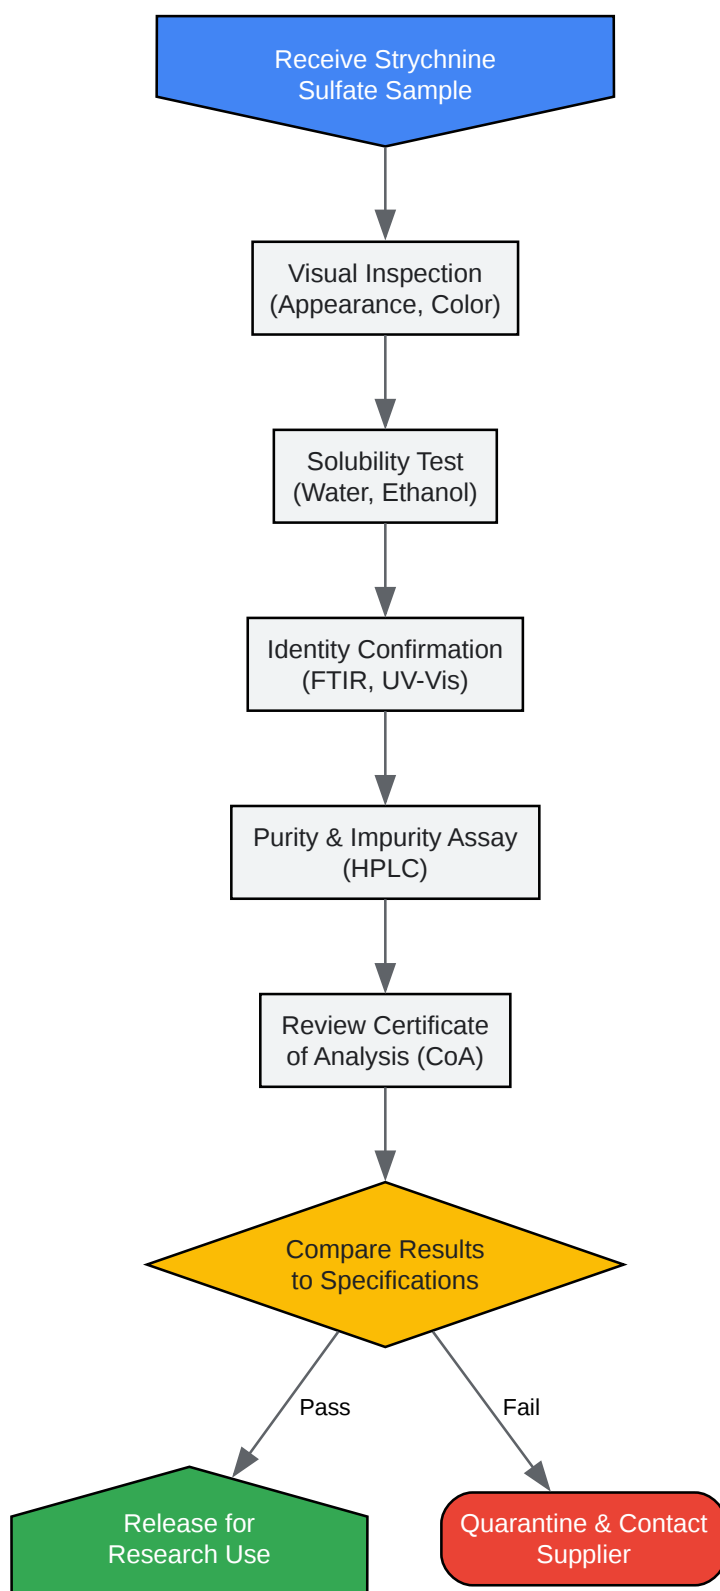 Receive Strychnine
Sulfate Sample
Visual Inspection
(Appearance, Color)
Solubility Test
(Water, Ethanol)
Identity Confirmation
(FTIR, UV-Vis)
Purity & Impurity Assay
(HPLC)
Review Certificate
of Analysis (CoA)
Compare Results
to Specifications
Pass
Fail
Release for
Research Use
Quarantine & Contact
Supplier